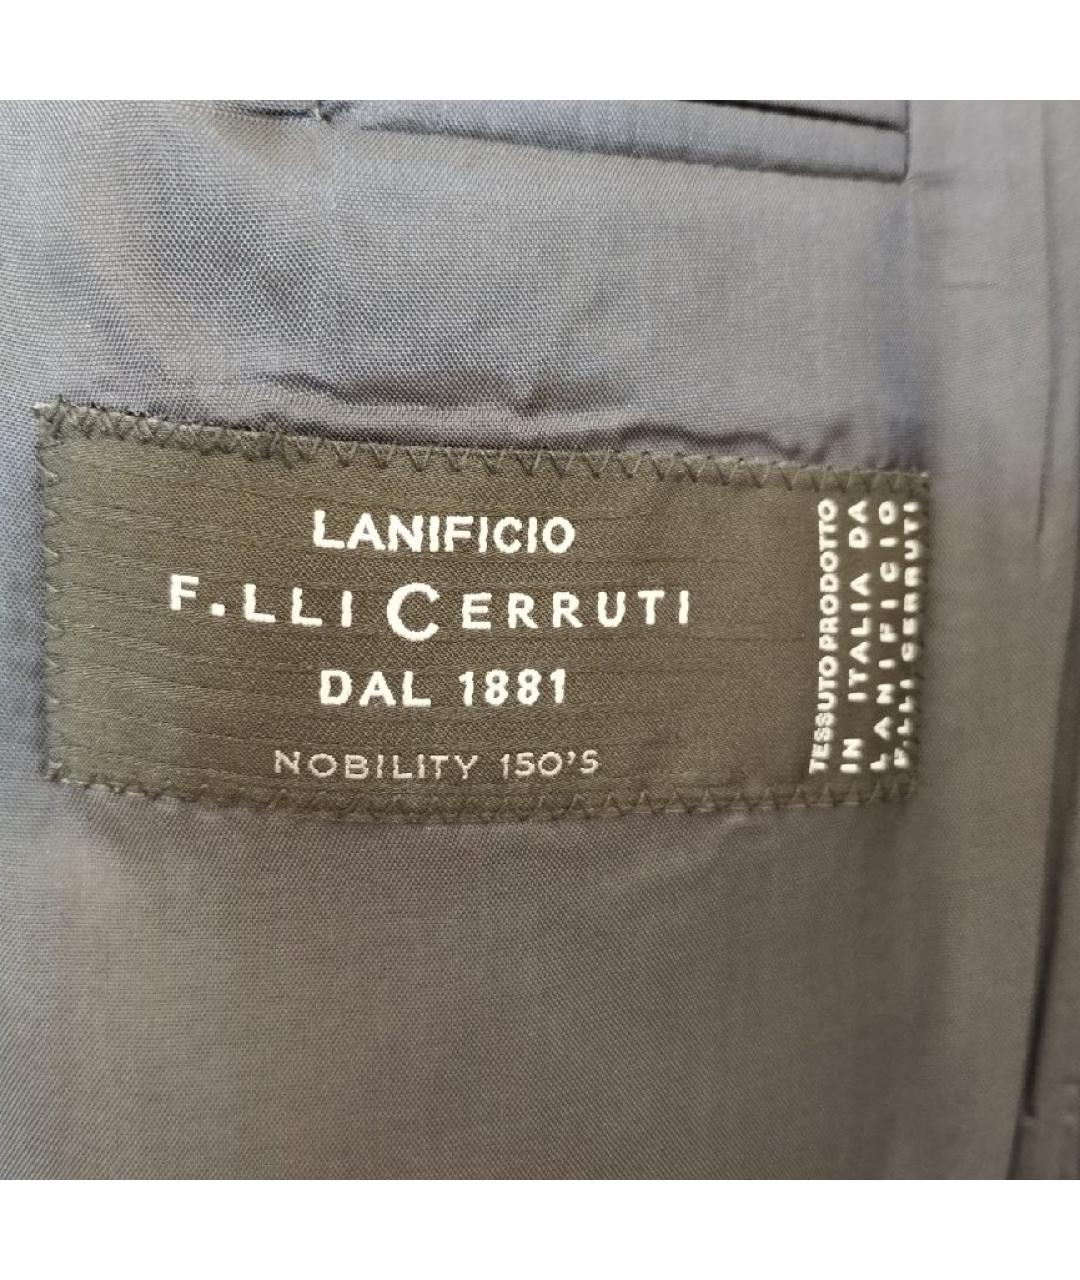 LANIFICIO
F.LLI CERRUTI
DAL 1881
NOBILITY 150'S
TESSUTO PRODOTTO
IN ITALIA DA
LANIFICIO
F.LLI CERRUTI